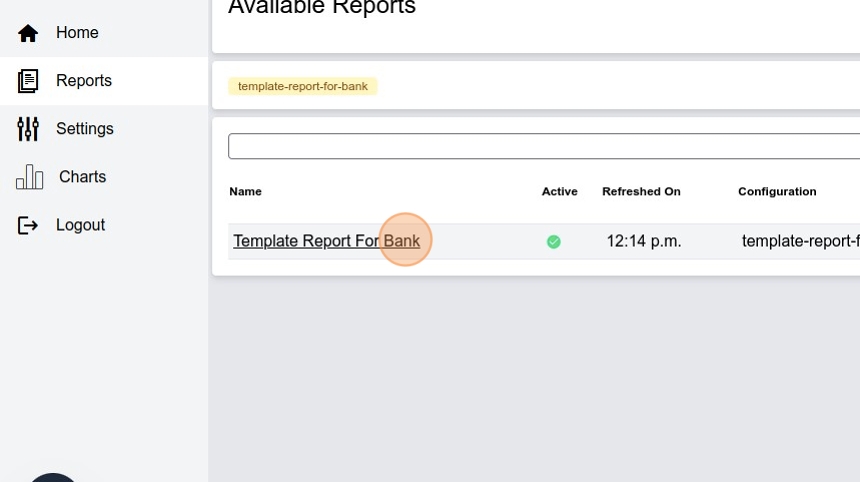 Available Reports
Home
Reports
Settings
Charts
Logout
template-report-for-bank
Name Active Refreshed On Configuration
Template Report For Bank 12:14 p.m. template-report-f